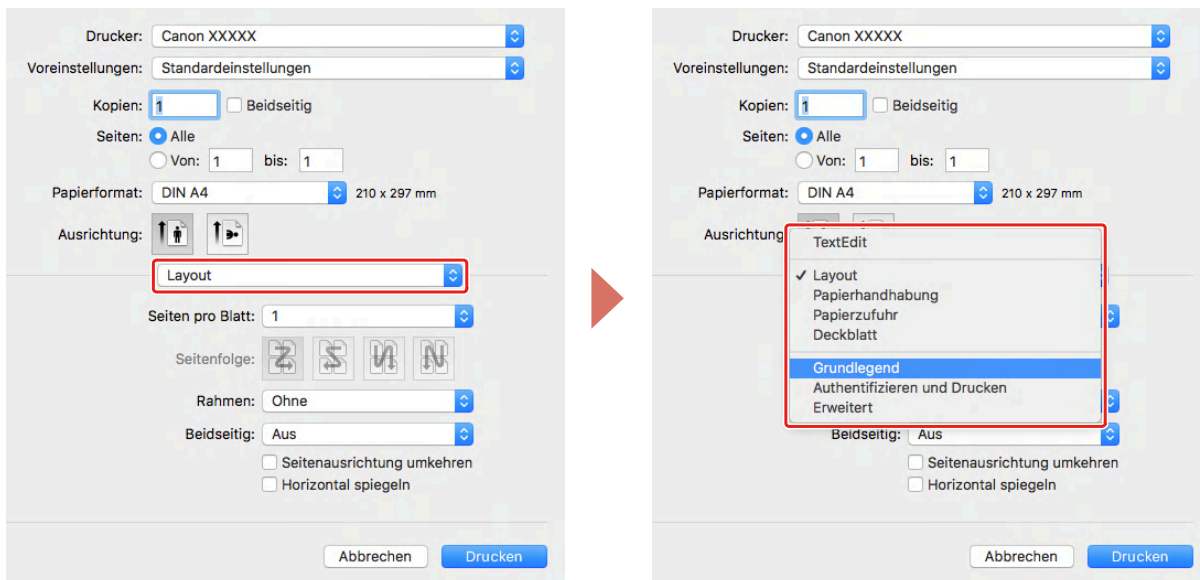 Drucker: Canon XXXXX
Voreinstellungen: Standardeinstellungen
Kopien: 1 Beidseitig
Seiten: Alle
Von: 1 bis: 1
Papierformat: DIN A4 210 x 297 mm
Ausrichtung:
Layout
Seiten pro Blatt: 1
Seitenfolge:
Rahmen: Ohne
Beidseitig: Aus
Seitenausrichtung umkehren
Horizontal spiegeln
Abbrechen Drucken
Drucker: Canon XXXXX
Voreinstellungen: Standardeinstellungen
Kopien: 1 Beidseitig
Seiten: Alle
Von: 1 bis: 1
Papierformat: DIN A4 210 x 297 mm
Ausrichtung
TextEdit
✓ Layout
Papierhandhabung
Papierzufuhr
Deckblatt
Grundlegend
Authentifizieren und Drucken
Erweitert
Beidseitig: Aus
Seitenausrichtung umkehren
Horizontal spiegeln
Abbrechen Drucken